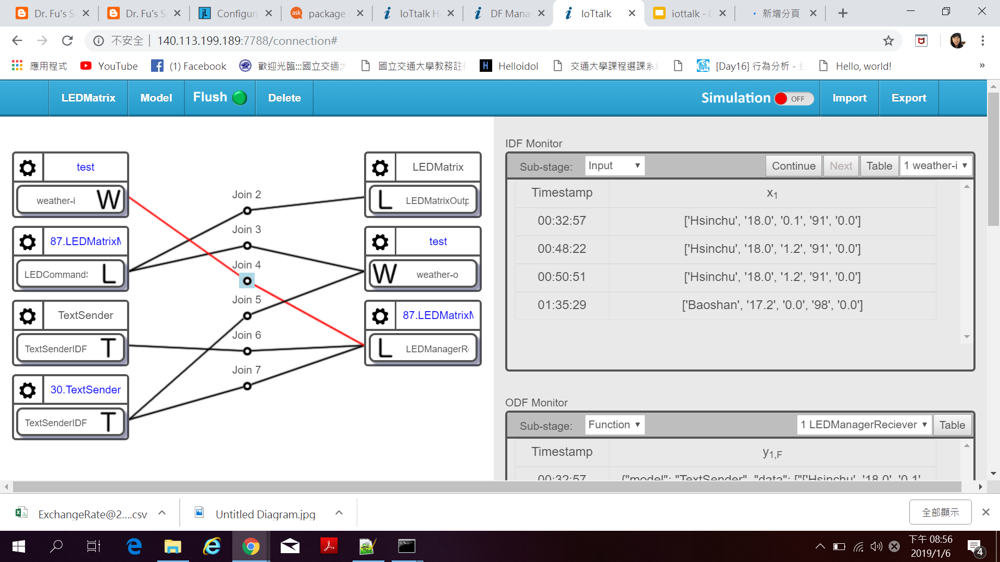 Dr. Fu's S
Dr. Fu's S
Configuri
package
IoTtalk H
DF Mana
IoTtalk
iottalk - G
新增分頁
不安全
140.113.199.189:7788/connection#
應用程式
YouTube
(1) Facebook
歡迎光臨:::國立交通大
國立交通大學教務註冊
Helloidol
交通大學課程選課系統
[Day16] 行為分析 -
Hello, world!
»
LEDMatrix
Model
Flush
Delete
Simulation
OFF
Import
Export
test
weather-i W
87.LEDMatrixM
LEDCommandS L
TextSender
TextSenderIDF T
30.TextSender
TextSenderIDF T
Join 2
Join 3
Join 4
Join 5
Join 6
Join 7
LEDMatrix
L LEDMatrixOutp
test
W weather-o
87.LEDMatrixM
L LEDManagerRe
IDF Monitor
Sub-stage: Input Continue Next Table 1 weather-i
Timestamp x1
00:32:57 ['Hsinchu', '18.0', '0.1', '91', '0.0']
00:48:22 ['Hsinchu', '18.0', '1.2', '91', '0.0']
00:50:51 ['Hsinchu', '18.0', '1.2', '91', '0.0']
01:35:29 ['Baoshan', '17.2', '0.0', '98', '0.0']
ODF Monitor
Sub-stage: Function 1 LEDManagerReciever Table
Timestamp y1,F
00:32:57 {"model": "TextSender", "data": ["['Hsinchu', '18.0', '0.1',
ExchangeRate@2....csv
Untitled Diagram.jpg
全部顯示
下午 08:56
2019/1/6
4